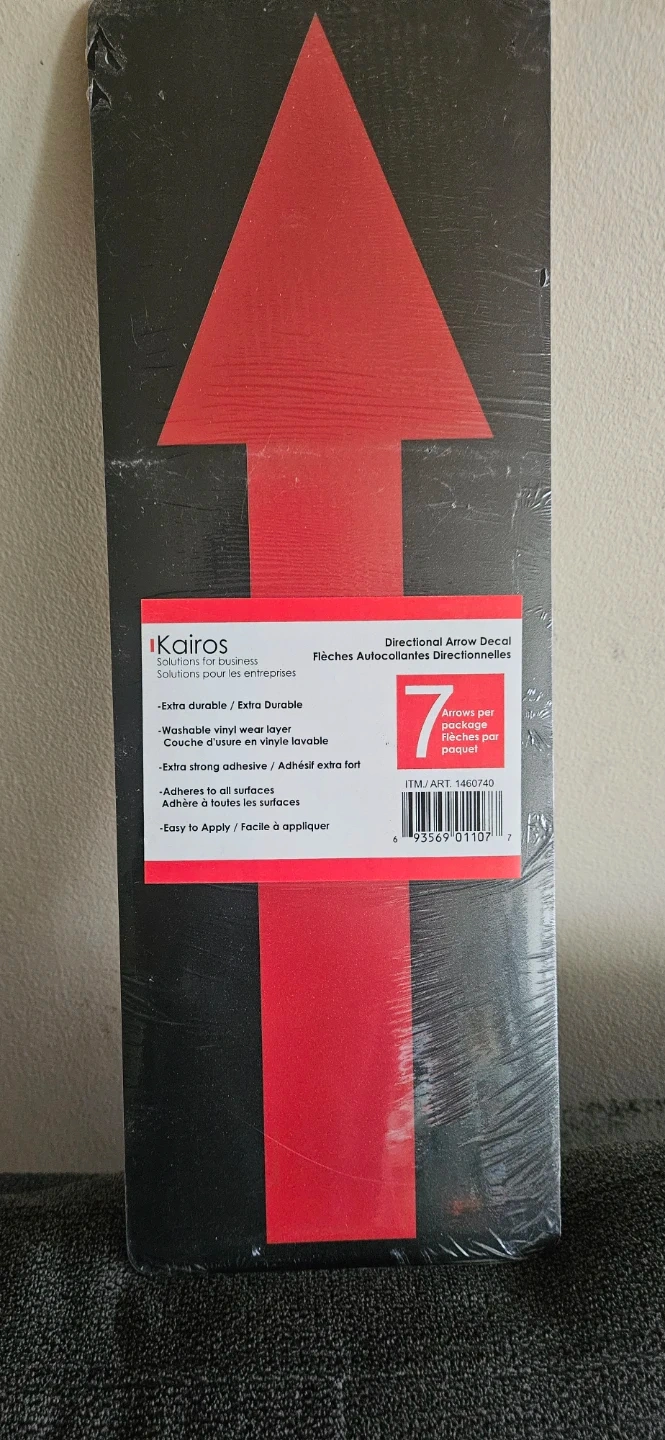 Kairos
Solutions for business
Solutions pour les entreprises
Directional Arrow Decal
Flèches Autocollantes Directionnelles
-Extra durable / Extra Durable
-Washable vinyl wear layer
Couche d'usure en vinyle lavable
-Extra strong adhesive / Adhésif extra fort
-Adheres to all surfaces
Adhère à toutes les surfaces
-Easy to Apply / Facile à appliquer
7
Arrows per
package
Flèches par
paquet
ITM./ ART. 1460740
6 93569 01107 7